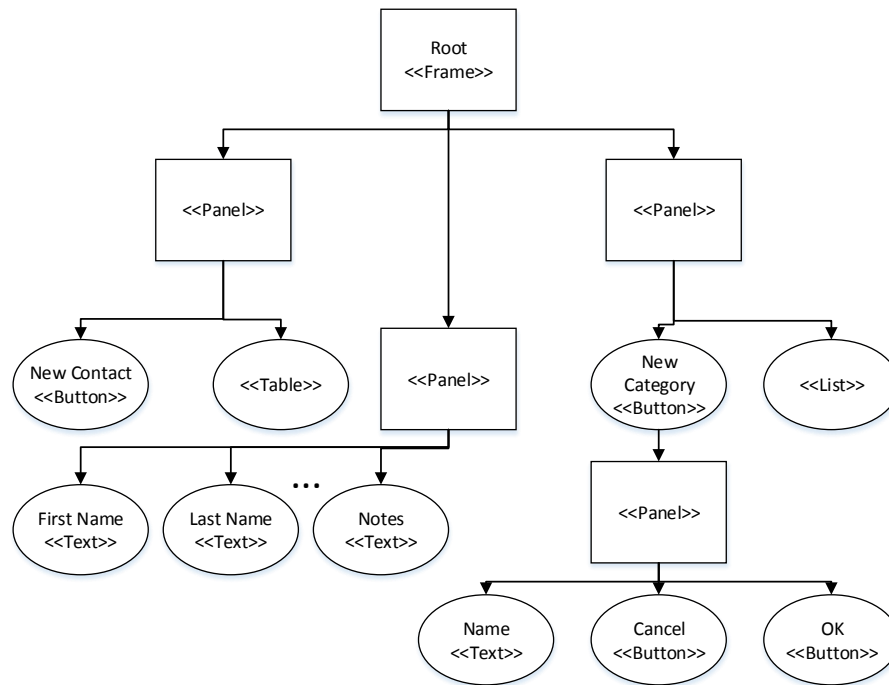 Root
<<Frame>>
<<Panel>>
<<Panel>>
New Contact
<<Button>>
<<Table>>
<<Panel>>
New
Category
<<Button>>
<<List>>
...
First Name
<<Text>>
Last Name
<<Text>>
Notes
<<Text>>
<<Panel>>
Name
<<Text>>
Cancel
<<Button>>
OK
<<Button>>